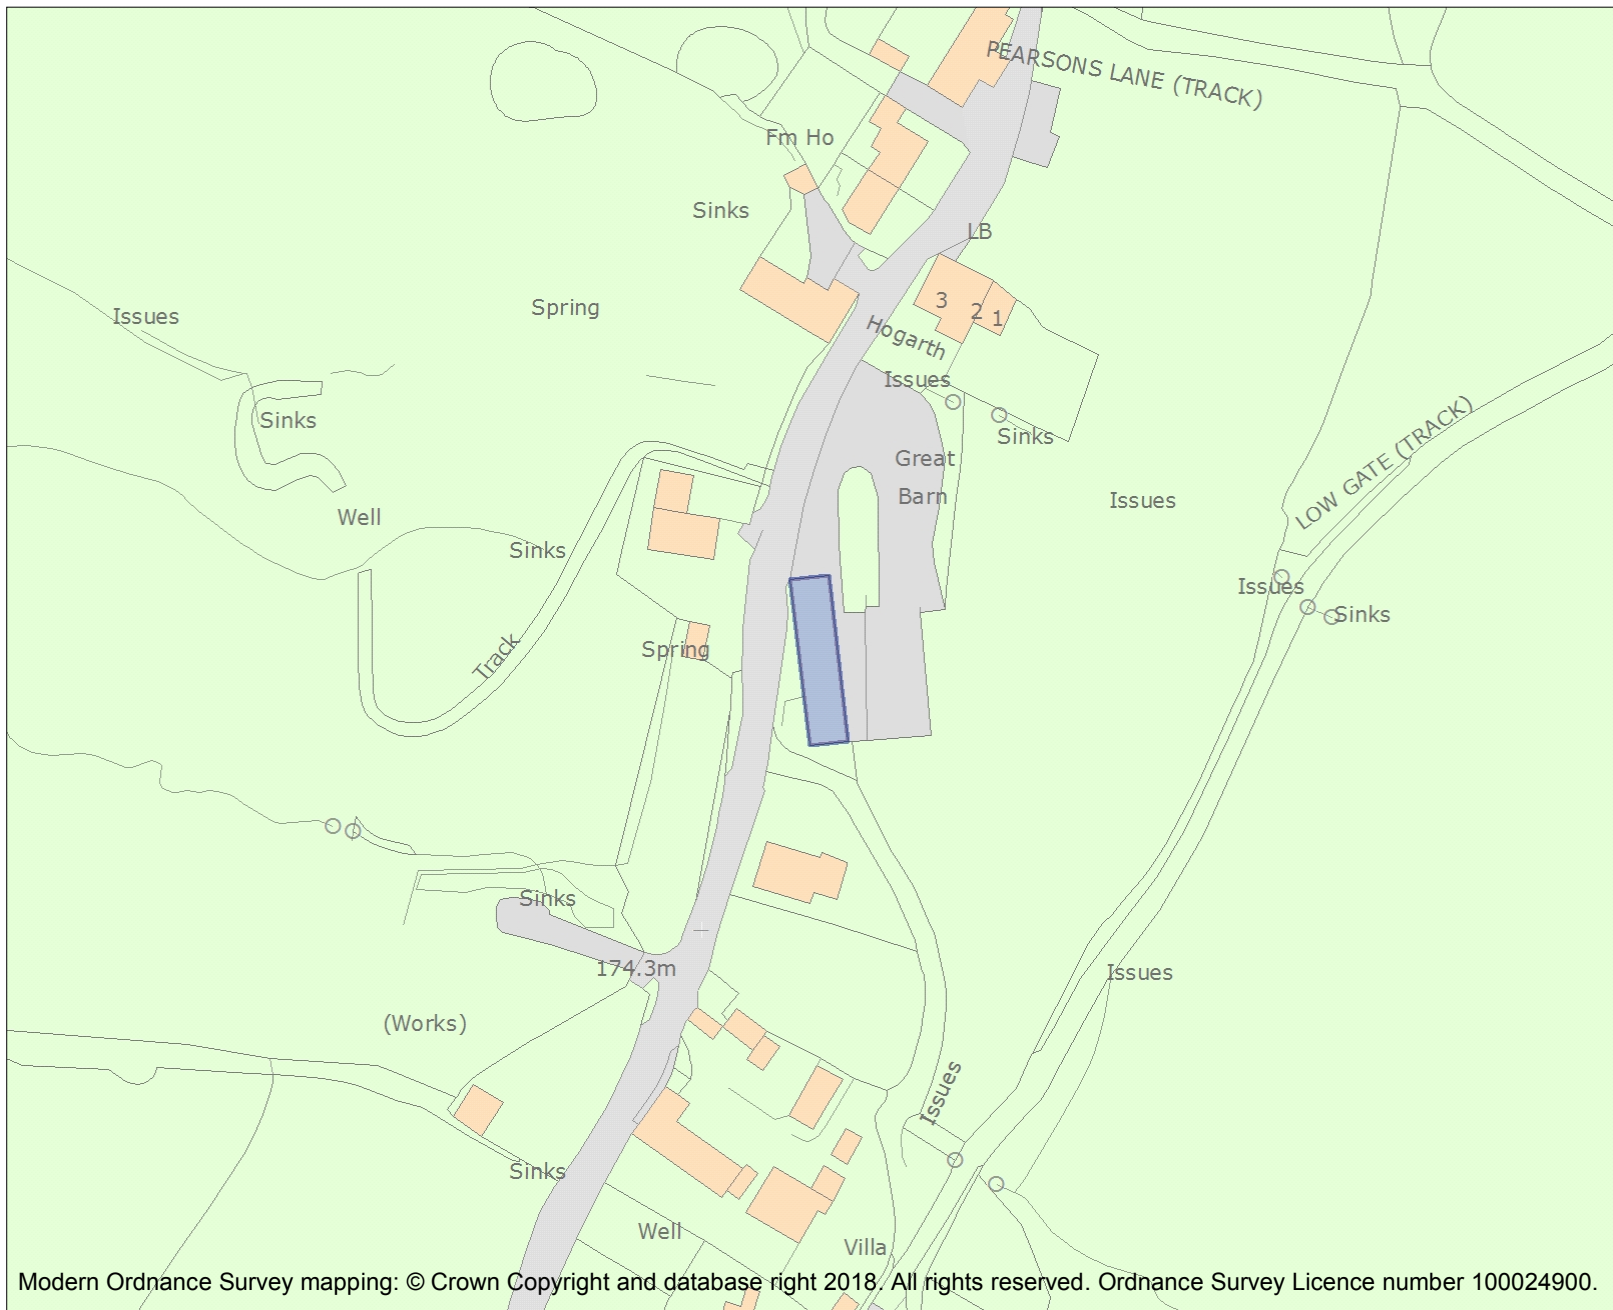 PEARSONS LANE (TRACK)
Fm Ho
Sinks
LB
Spring
Issues
3
2
1
Hogarth
Issues
Sinks
Sinks
Great
Barn
LOW GATE (TRACK)
Issues
Well
Sinks
Issues
Sinks
Track
Spring
Sinks
174.3m
Issues
(Works)
Issues
Sinks
Well
Villa
Modern Ordnance Survey mapping: © Crown Copyright and database right 2018. All rights reserved. Ordnance Survey Licence number 100024900.